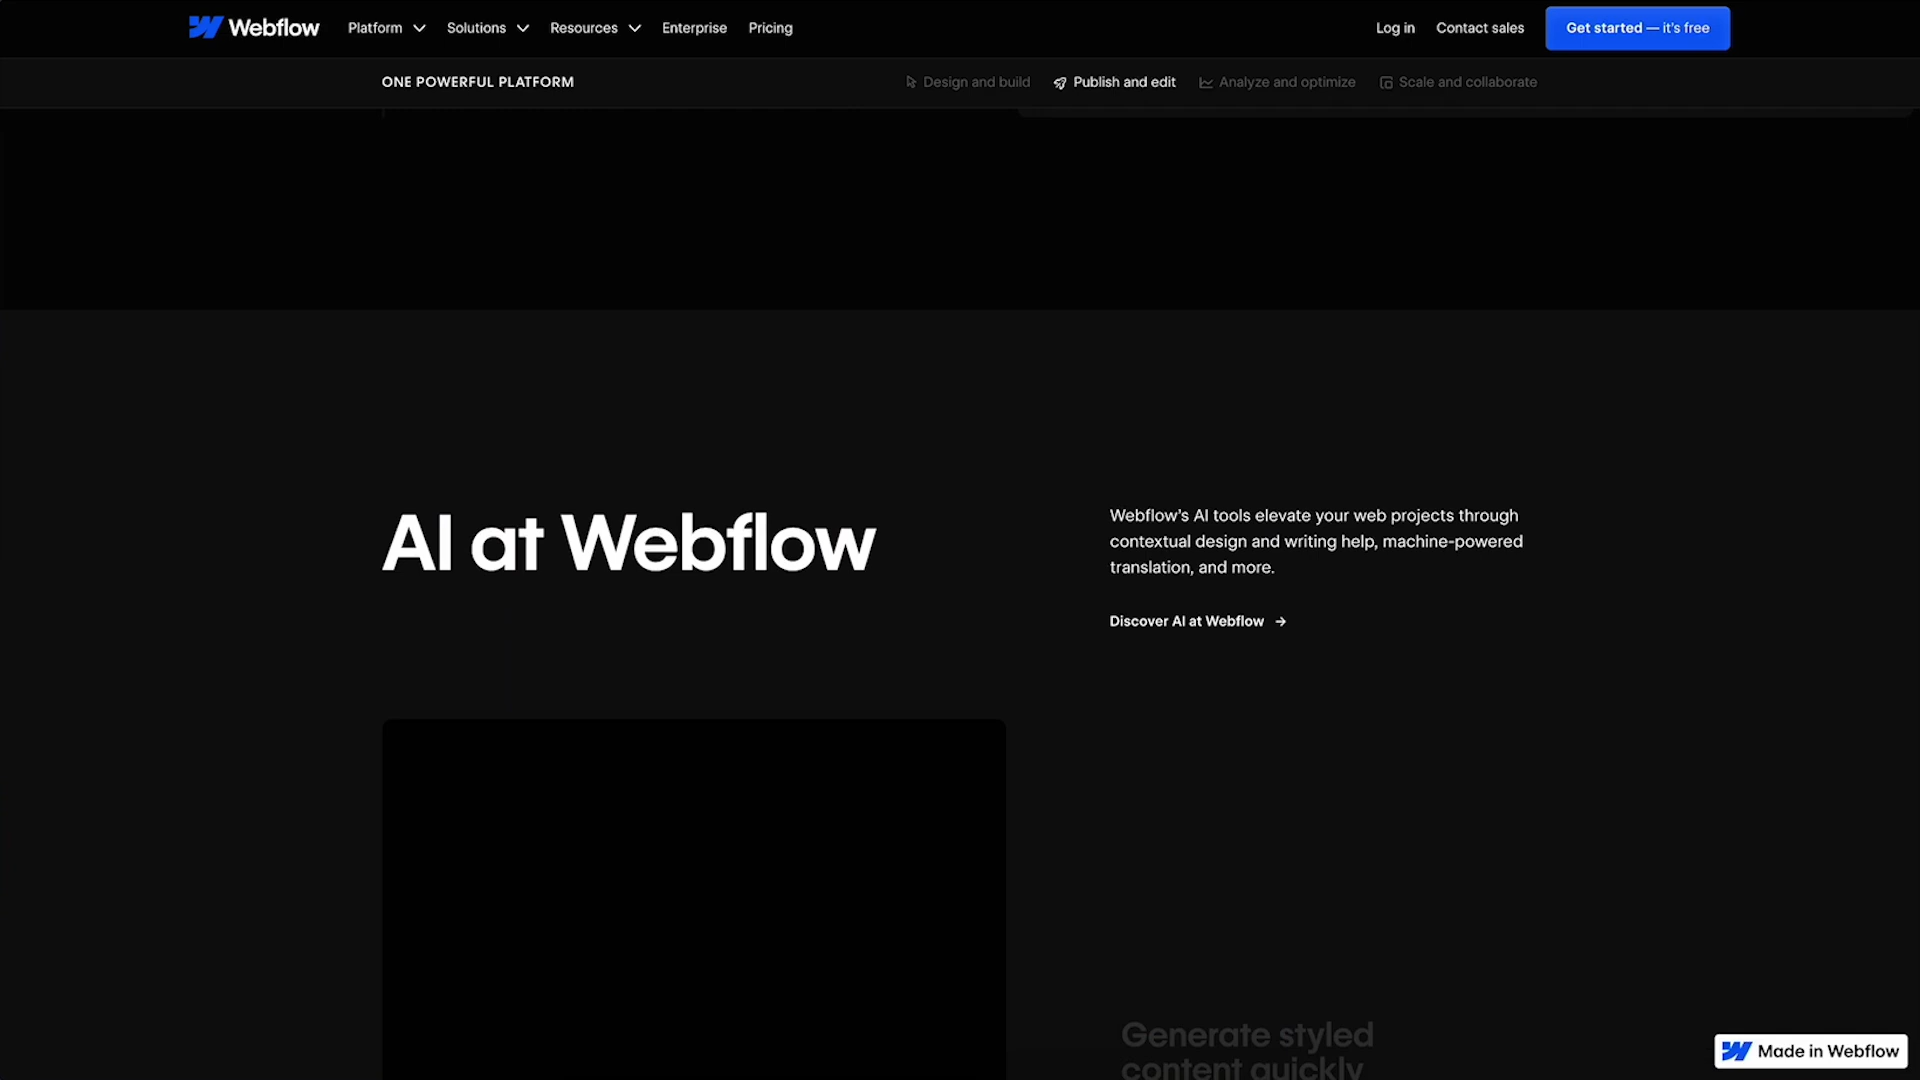 Webflow Platform Solutions Resources Enterprise Pricing Log in Contact sales Get started — it's free
ONE POWERFUL PLATFORM Design and build Publish and edit Analyze and optimize Scale and collaborate
AI at Webflow
Webflow's AI tools elevate your web projects through
contextual design and writing help, machine-powered
translation, and more.
Discover AI at Webflow →
Generate styled
content quickly
Made in Webflow